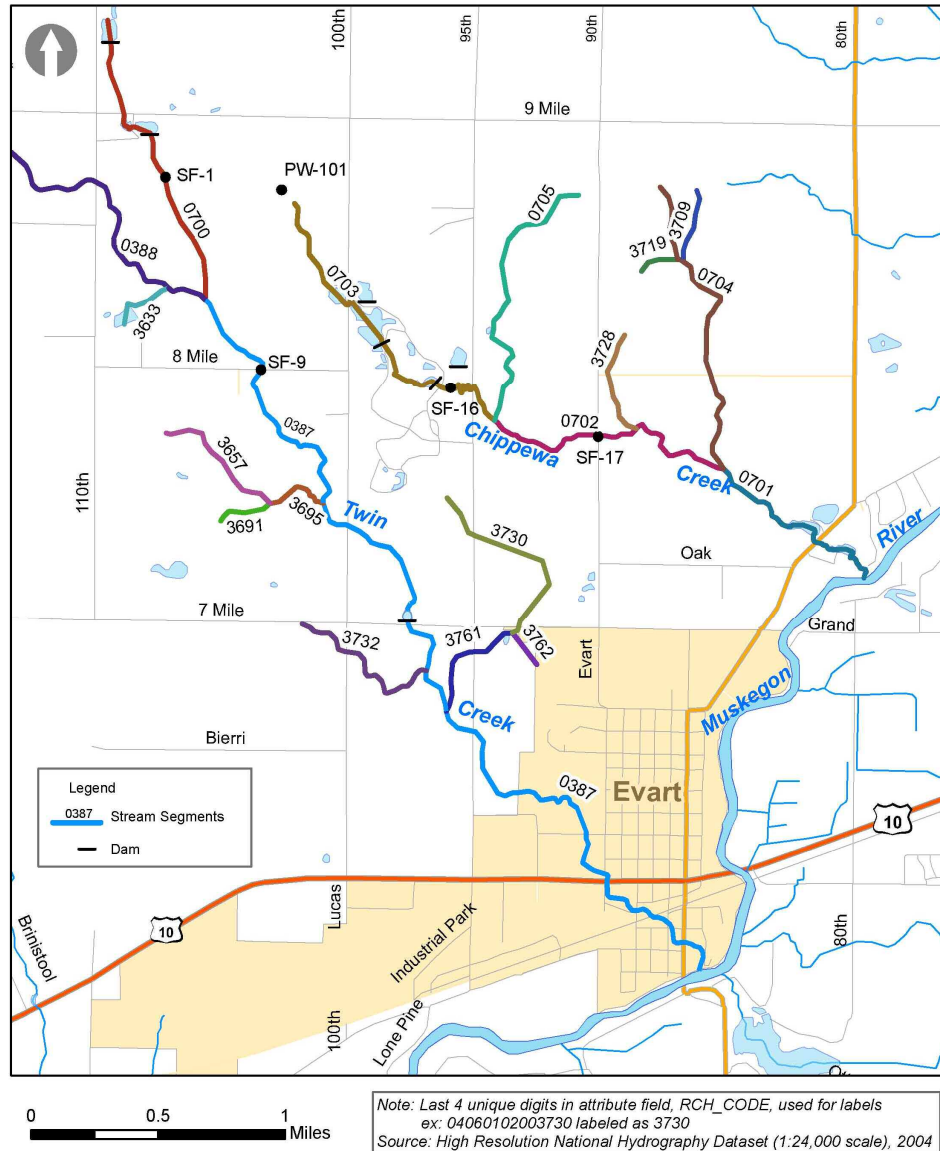 100th
95th
90th
80th
9 Mile
PW-101
SF-1
0705
3709
0700
3719
0388
0704
0703
3633
3728
8 Mile
SF-9
SF-16
0702
Chippewa
SF-17
0387
3657
Creek
0701
110th
3695
Twin
3691
River
3730
Oak
7 Mile
Grand
3732
3761
3762
Evart
Muskegon
Creek
Bierri
Legend
0387 Stream Segments
Dam
0387
Evart
10
Lucas
10
Industrial Park
Brinistool
80th
100th
Lone Pine
0 0.5 1
Miles
Note: Last 4 unique digits in attribute field, RCH_CODE, used for labels
ex: 04060102003730 labeled as 3730
Source: High Resolution National Hydrography Dataset (1:24,000 scale), 2004